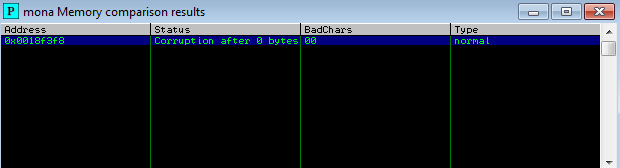 P mona Memory comparison results
Address Status BadChars Type
0x0018f3f8 Corruption after 0 bytes 00 normal